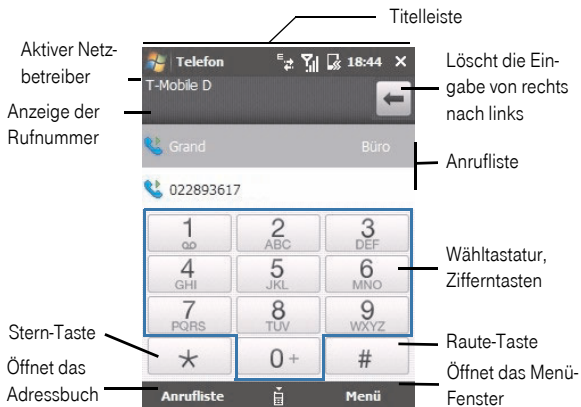 Titelleiste
Aktiver Netz-
betreiber
Anzeige der
Rufnummer
Telefon
E
18:44
T-Mobile D
Löscht die Ein-
gabe von rechts
nach links
Grand Büro
022893617
Anrufliste
1
2 ABC
3 DEF
4 GHI
5 JKL
6 MNO
7 PQRS
8 TUV
9 WXYZ
* 0 + #
Wähltastatur,
Zifferntasten
Stern-Taste
Öffnet das
Adressbuch
Raute-Taste
Öffnet das Menü-
Fenster
Anrufliste Menü